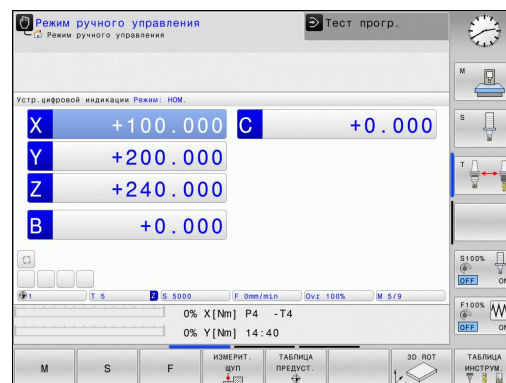 Режим ручного управления
Режим ручного управления
Тест прогр.
Устр.цифровой индикации Режим: НОМ.
X +100.000 C +0.000
Y +200.000
Z +240.000
B +0.000
1 T 5 Z S 5000 F 0mm/min Ovr 100% M 5/9
0% X[Nm] P4 -T4
0% Y[Nm] 14:40
M
S
F
ИЗМЕРИТ. ЩУП
ТАБЛИЦА ПРЕДУСТ.
3D ROT
ТАБЛИЦА ИНСТРУМ.
M
S
T
S100%
OFF ON
F100%
OFF ON